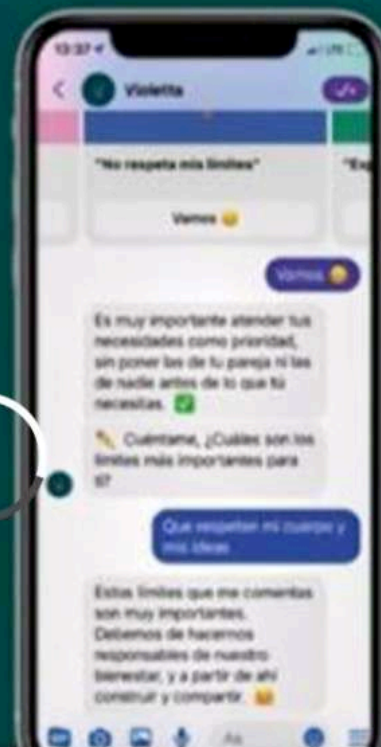 13:37
Violetta
"No respeta mis límites"
"Exp
Vamos
Vamos
Es muy importante atender tus
necesidades como prioridad,
sin poner las de tu pareja ni las
de nadie antes de lo que tú
necesitas.
Cuéntame, ¿Cuáles son los
límites más importantes para
ti?
Que respeten mi cuerpo y
mis ideas
Estos límites que me comentas
son muy importantes.
Debemos de hacernos
responsables de nuestro
bienestar, y a partir de ahí
construir y compartir.
GIF
Aa